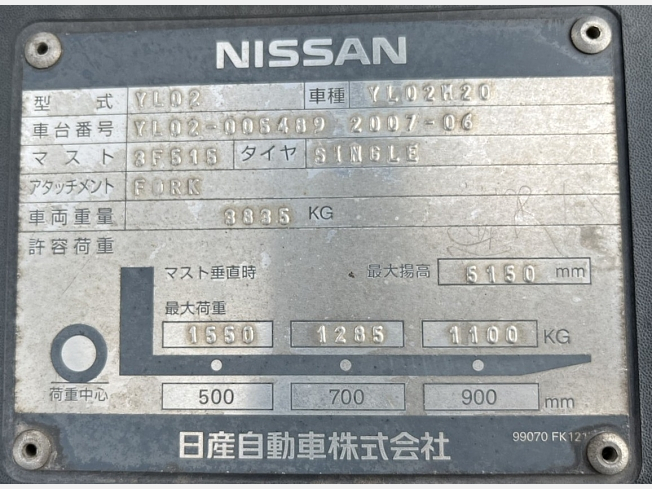 NISSAN
型式 YL02 車種 YL02M20
車台番号 YL02-005489 2007-06
マスト 3F515 タイヤ SINGLE
アタッチメント FORK
車両重量 3835 KG
許容荷重
マスト垂直時 最大揚高 5150 mm
最大荷重
1550 1285 1100 KG
荷重中心 500 700 900 mm
日産自動車株式会社 99070